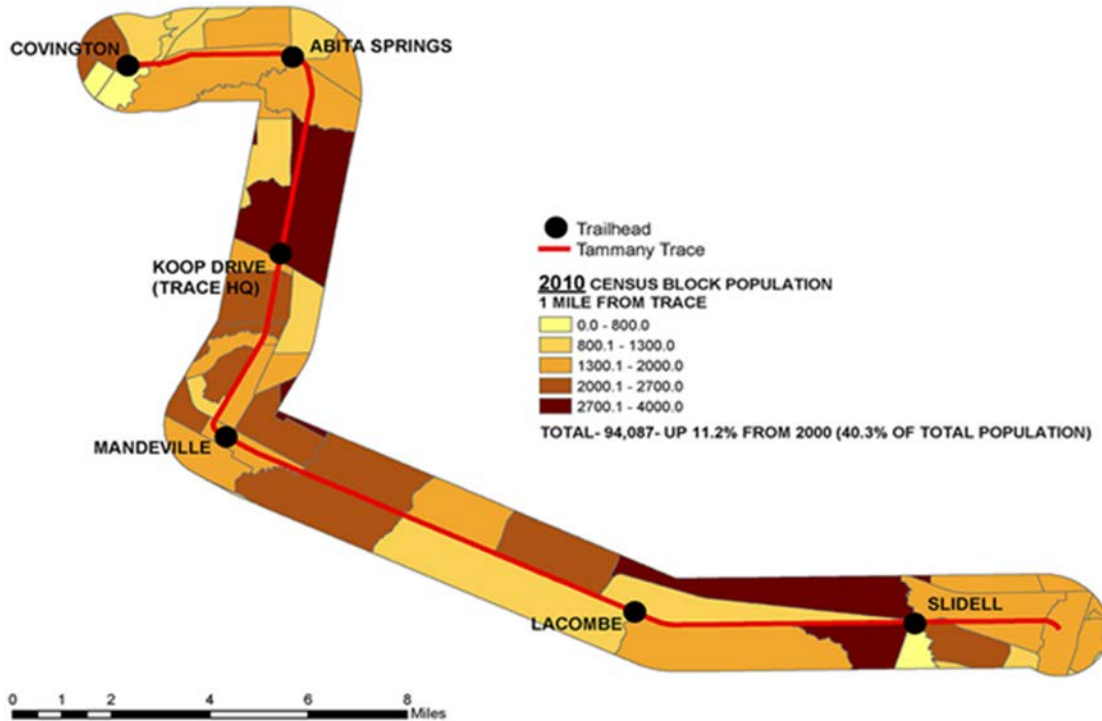 COVINGTON
ABITA SPRINGS
Trailhead
Tammany Trace
KOOP DRIVE
(TRACE HQ)
2010 CENSUS BLOCK POPULATION
1 MILE FROM TRACE
0.0 - 800.0
800.1 - 1300.0
1300.1 - 2000.0
2000.1 - 2700.0
2700.1 - 4000.0
TOTAL- 94,087- UP 11.2% FROM 2000 (40.3% OF TOTAL POPULATION)
MANDEVILLE
LACOMBE
SLIDELL
0 1 2 4 6 8
Miles